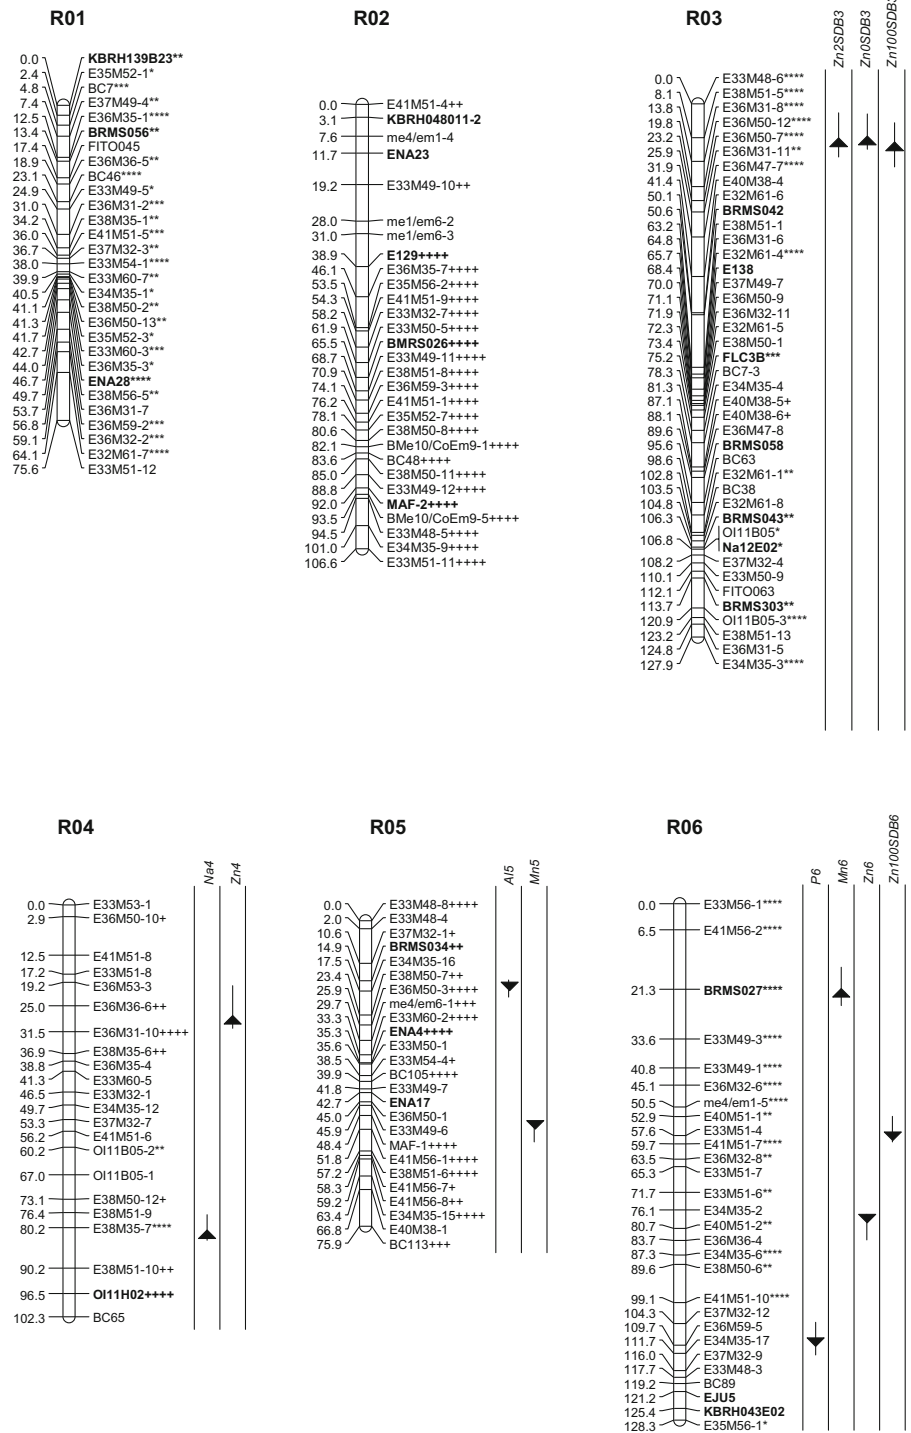 R01
0.0 KBRH139B23**
2.4 E35M52-1*
4.8 BC7***
7.4 E37M49-4**
12.5 E36M35-1****
13.4 BRMS056**
17.4 FITO045
18.9 E36M36-5**
23.1 BC46****
24.9 E33M49-5*
31.0 E36M31-2***
34.2 E38M35-1**
36.0 E41M51-5***
36.7 E37M32-3**
38.0 E33M54-1****
39.9 E33M60-7**
40.5 E34M35-1*
41.1 E38M50-2**
41.3 E36M50-13**
41.7 E35M52-3*
42.7 E33M60-3***
44.0 E36M35-3*
46.7 ENA28****
49.7 E38M56-5**
53.7 E36M31-7
56.8 E36M59-2***
59.1 E36M32-2***
64.1 E32M61-7****
75.6 E33M51-12
R02
0.0 E41M51-4++
3.1 KBRH048011-2
7.6 me4/em1-4
11.7 ENA23
19.2 E33M49-10++
28.0 me1/em6-2
31.0 me1/em6-3
38.9 E129++++
46.1 E36M35-7++++
53.5 E35M56-2++++
54.3 E41M51-9++++
58.2 E33M32-7++++
61.9 E33M50-5++++
65.5 BMRS026++++
68.7 E33M49-11++++
70.9 E38M51-8++++
74.1 E36M59-3++++
76.2 E41M51-1++++
78.1 E35M52-7++++
80.6 E38M50-8++++
82.1 BMe10/CoEm9-1++++
83.6 BC48++++
85.0 E38M50-11++++
88.8 E33M49-12++++
92.0 MAF-2++++
93.5 BMe10/CoEm9-5++++
94.5 E33M48-5++++
101.0 E34M35-9++++
106.6 E33M51-11++++
R03
Zn2SDB3
Zn0SDB3
Zn100SDB3
0.0 E33M48-6****
8.1 E38M51-5****
13.8 E36M31-8****
19.8 E36M50-12****
23.2 E36M50-7****
25.9 E36M31-11**
31.9 E36M47-7****
41.4 E40M38-4
50.1 E32M61-6
50.6 BRMS042
63.2 E38M51-1
64.8 E36M31-6
65.7 E32M61-4****
68.4 E138
70.0 E37M49-7
71.1 E36M50-9
71.9 E36M32-11
72.3 E32M61-5
73.4 E38M50-1
75.2 FLC3B***
78.3 BC7-3
81.3 E34M35-4
87.1 E40M38-5+
88.1 E40M38-6+
89.6 E36M47-8
95.6 BRMS058
98.6 BC63
102.8 E32M61-1**
103.5 BC38
104.8 E32M61-8
106.3 BRMS043**
OI11B05*
106.8 Na12E02*
108.2 E37M32-4
110.1 E33M50-9
112.1 FITO063
113.7 BRMS303**
120.9 OI11B05-3****
123.2 E38M51-13
124.8 E36M31-5
127.9 E34M35-3****
R04
Na4
Zn4
0.0 E33M53-1
2.9 E36M50-10+
12.5 E41M51-8
17.2 E33M51-8
19.2 E36M53-3
25.0 E36M36-6++
31.5 E36M31-10++++
36.9 E38M35-6++
38.8 E36M35-4
41.3 E33M60-5
46.5 E33M32-1
49.7 E34M35-12
53.3 E37M32-7
56.2 E41M51-6
60.2 OI11B05-2**
67.0 OI11B05-1
73.1 E38M50-12+
76.4 E38M51-9
80.2 E38M35-7****
90.2 E38M51-10++
96.5 OI11H02++++
102.3 BC65
R05
Al5
Mn5
0.0 E33M48-8++++
2.0 E33M48-4
10.6 E37M32-1+
14.9 BRMS034++
17.5 E34M35-16
23.4 E38M50-7++
25.9 E36M50-3++++
29.7 me4/em6-1+++
33.3 E33M60-2++++
35.3 ENA4++++
35.6 E33M50-1
38.5 E33M54-4+
39.9 BC105++++
41.8 E33M49-7
42.7 ENA17
45.0 E36M50-1
45.9 E33M49-6
48.4 MAF-1++++
51.8 E41M56-1++++
57.2 E38M51-6++++
58.3 E41M56-7+
59.2 E41M56-8++
63.4 E34M35-15++++
66.8 E40M38-1
75.9 BC113+++
R06
P6
Mn6
Zn6
Zn100SDB6
0.0 E33M56-1****
6.5 E41M56-2****
21.3 BRMS027****
33.6 E33M49-3****
40.8 E33M49-1****
45.1 E36M32-6****
50.5 me4/em1-5****
52.9 E40M51-1**
57.6 E33M51-4
59.7 E41M51-7****
63.5 E36M32-8**
65.3 E33M51-7
71.7 E33M51-6**
76.1 E34M35-2
80.7 E40M51-2**
83.7 E36M36-4
87.3 E34M35-6****
89.6 E38M50-6**
99.1 E41M51-10****
104.3 E37M32-12
109.7 E36M59-5
111.7 E34M35-17
116.0 E37M32-9
117.7 E33M48-3
119.2 BC89
121.2 EJU5
125.4 KBRH043E02
128.3 E35M56-1*